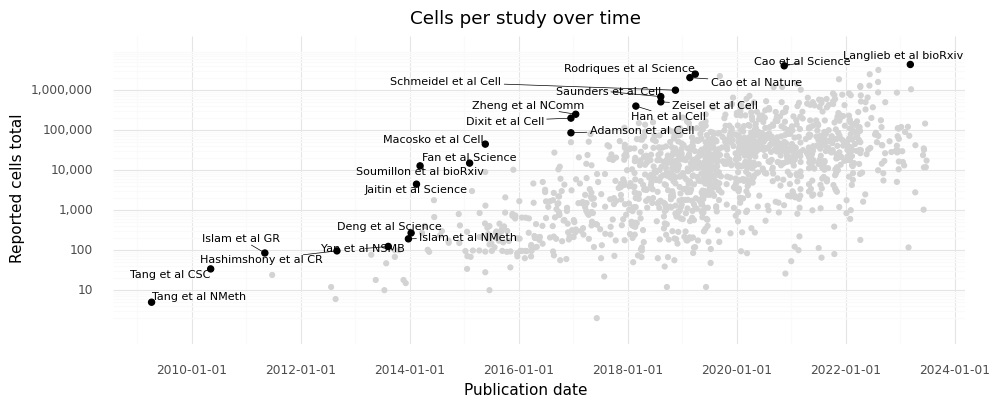 Cells per study over time
Langlieb et al bioRxiv
Cao et al Science
Rodriques et al Science
Schmeidel et al Cell
Cao et al Nature
Saunders et al Cell
Zheng et al NComm
Zeisel et al Cell
Han et al Cell
Dixit et al Cell
Adamson et al Cell
Macosko et al Cell
Fan et al Science
Soumillon et al bioRxiv
Jaitin et al Science
Deng et al Science
Islam et al NMeth
Islam et al GR
Yan et al NSMB
Hashimshony et al CR
Tang et al CSC
Tang et al NMeth
Reported cells total
1,000,000
100,000
10,000
1,000
100
10
2010-01-01
2012-01-01
2014-01-01
2016-01-01
2018-01-01
2020-01-01
2022-01-01
2024-01-01
Publication date